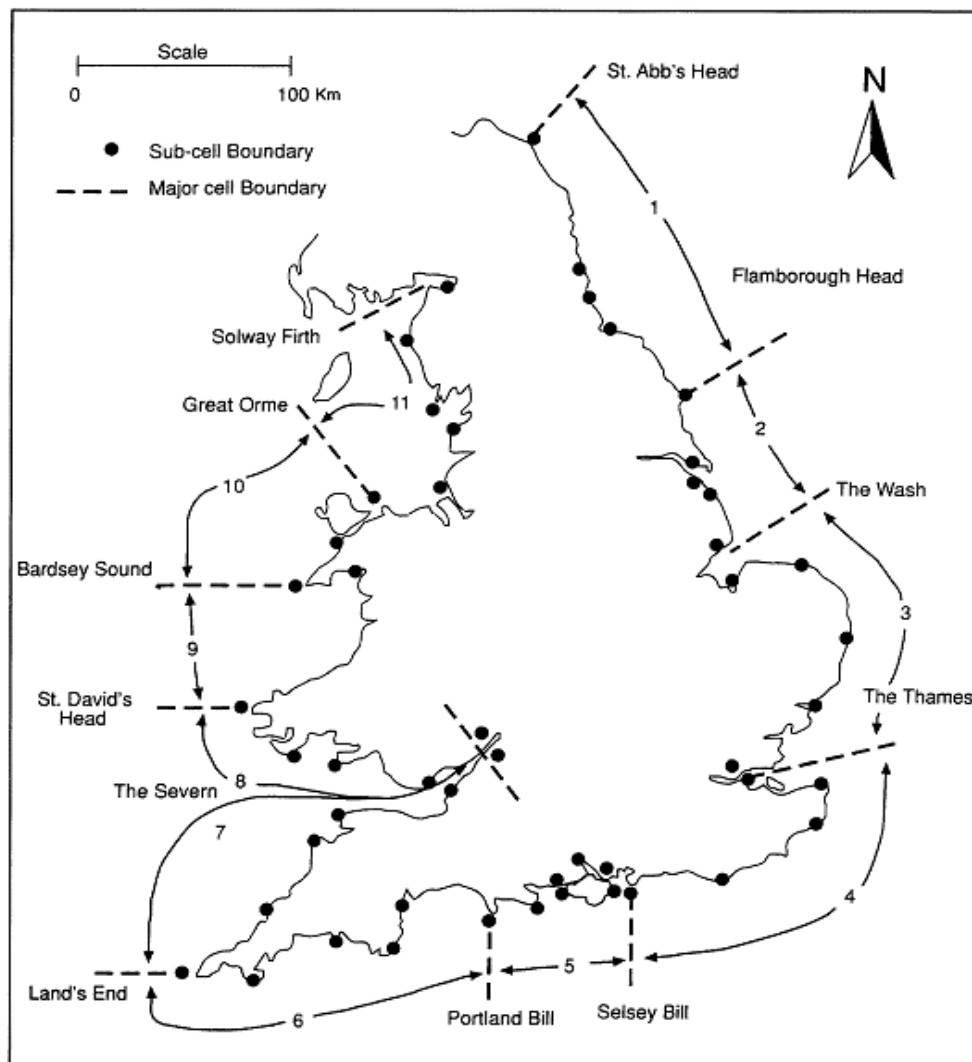 Scale
0 100 Km
Sub-cell Boundary
Major cell Boundary
St. Abb's Head
N
1
Flamborough Head
Solway Firth
Great Orme
11
2
10
The Wash
Bardsey Sound
3
9
St. David's
Head
The Thames
8
The Severn
7
4
5
Land's End
6
Portland Bill
Selsey Bill